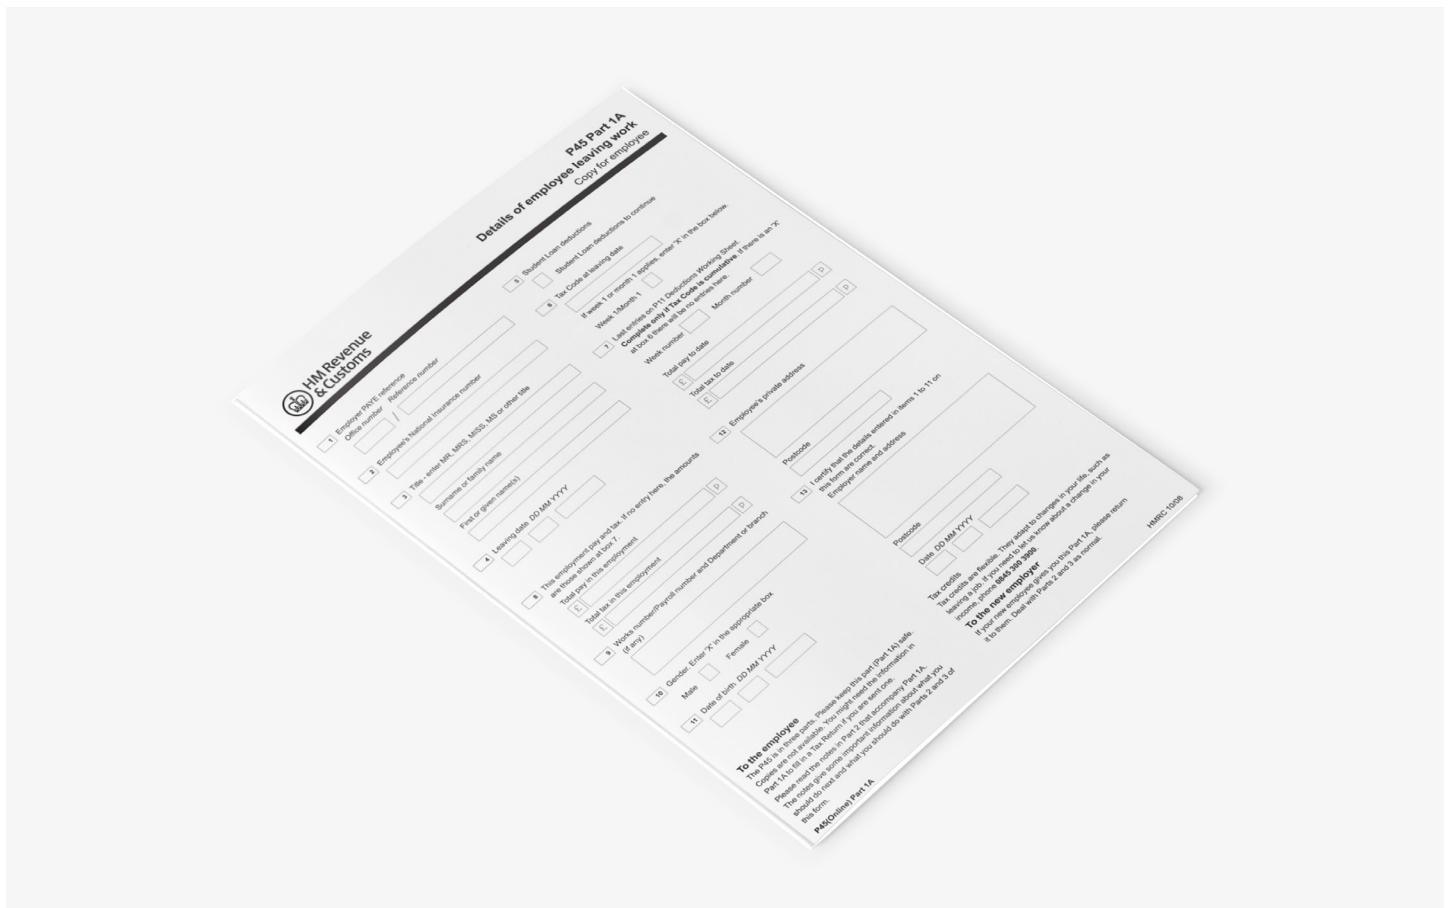 HM Revenue
& Customs
P45 Part 1A
Details of employee leaving work
Copy for employee
1 Employer PAYE reference
Office number Reference number
/
2 Employee's National Insurance number
3 Title - enter MR, MRS, MISS, MS or other title
Surname or family name
First or given name(s)
4 Leaving date DD MM YYYY
5 Student Loan deductions
Student Loan deductions to continue
6 Tax Code at leaving date
If week 1 or month 1 applies, enter 'X' in the box below.
Week 1/Month 1
7 Last entries on P11 Deductions Working Sheet.
Complete only if Tax Code is cumulative. If there is an 'X'
at box 6 there will be no entries here.
Week number Month number
Total pay to date
£ p
Total tax to date
£ p
8 This employment pay and tax. If no entry here, the amounts
are those shown at box 7.
Total pay in this employment
£ p
Total tax in this employment
£ p
9 Works number/Payroll number and Department or branch
(if any)
10 Gender. Enter 'X' in the appropriate box
Male Female
11 Date of birth DD MM YYYY
12 Employee's private address
Postcode
13 I certify that the details entered in items 1 to 11 on
this form are correct.
Employer name and address
Postcode
Date DD MM YYYY
To the employee
The P45 is in three parts. Please keep this part (Part 1A) safe.
Copies are not available. You might need the information in
Part 1A to fill in a Tax Return if you are sent one.
Please read the notes in Part 2 that accompany Part 1A.
The notes give some important information about what you
should do next and what you should do with Parts 2 and 3 of
this form.
Tax credits
Tax credits are flexible. They adapt to changes in your life, such as
leaving a job. If you need to let us know about a change in your
income, phone 0845 300 3900.
To the new employer
If your new employee gives you this Part 1A, please return
it to them. Deal with Parts 2 and 3 as normal.
P45(Online) Part 1A
HMRC 10/08